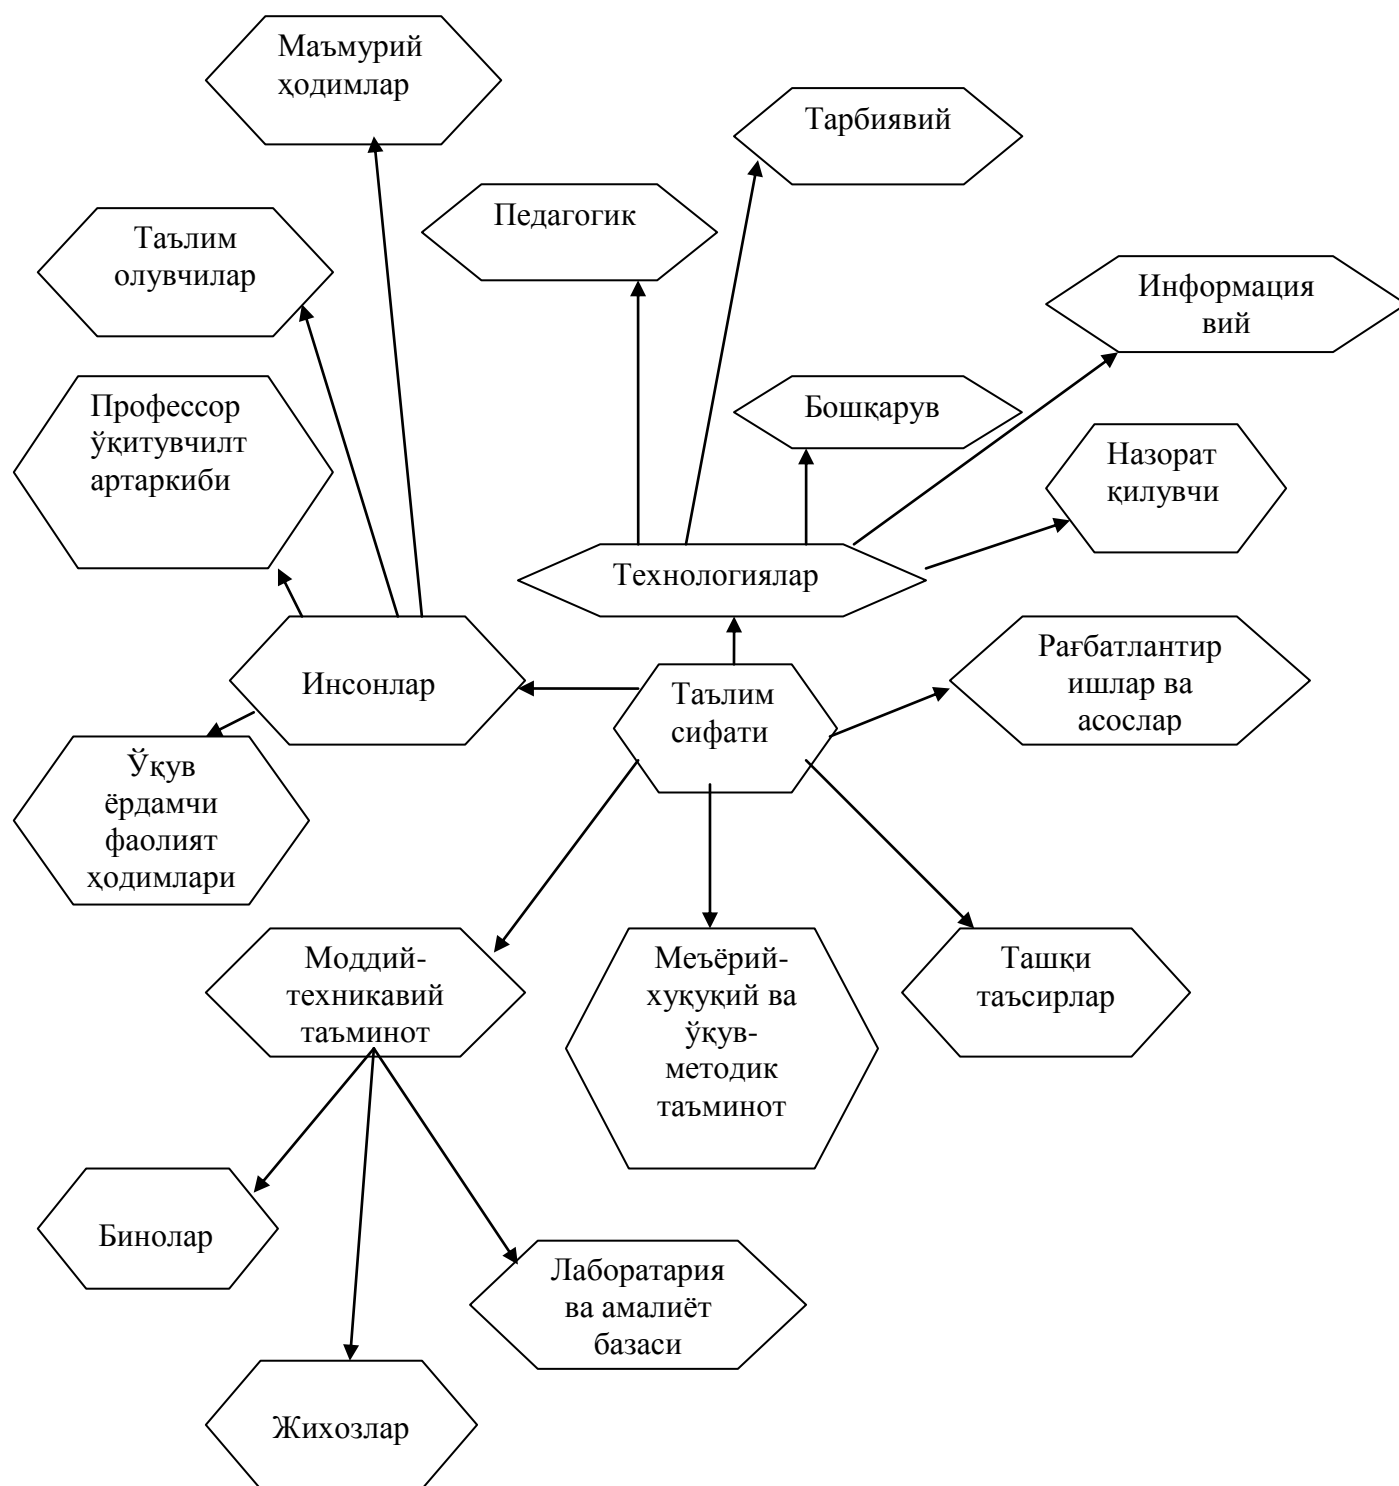 Маъмурий
ҳодимлар
Тарбиявий
Педагогик
Таълим
олувчилар
Информация
вий
Профессор
ўқитувчилт
артаркиби
Бошқарув
Назорат
қилувчи
Технологиялар
Инсонлар
Таълим
сифати
Рағбатлантир
ишлар ва
асослар
Ўқув
ёрдамчи
фаолият
ҳодимлари
Моддий-
техникавий
таъминот
Меъёрий-
хуқуқий ва
ўқув-
методик
таъминот
Ташқи
таъсирлар
Бинолар
Лаборатария
ва амалиёт
базаси
Жихозлар